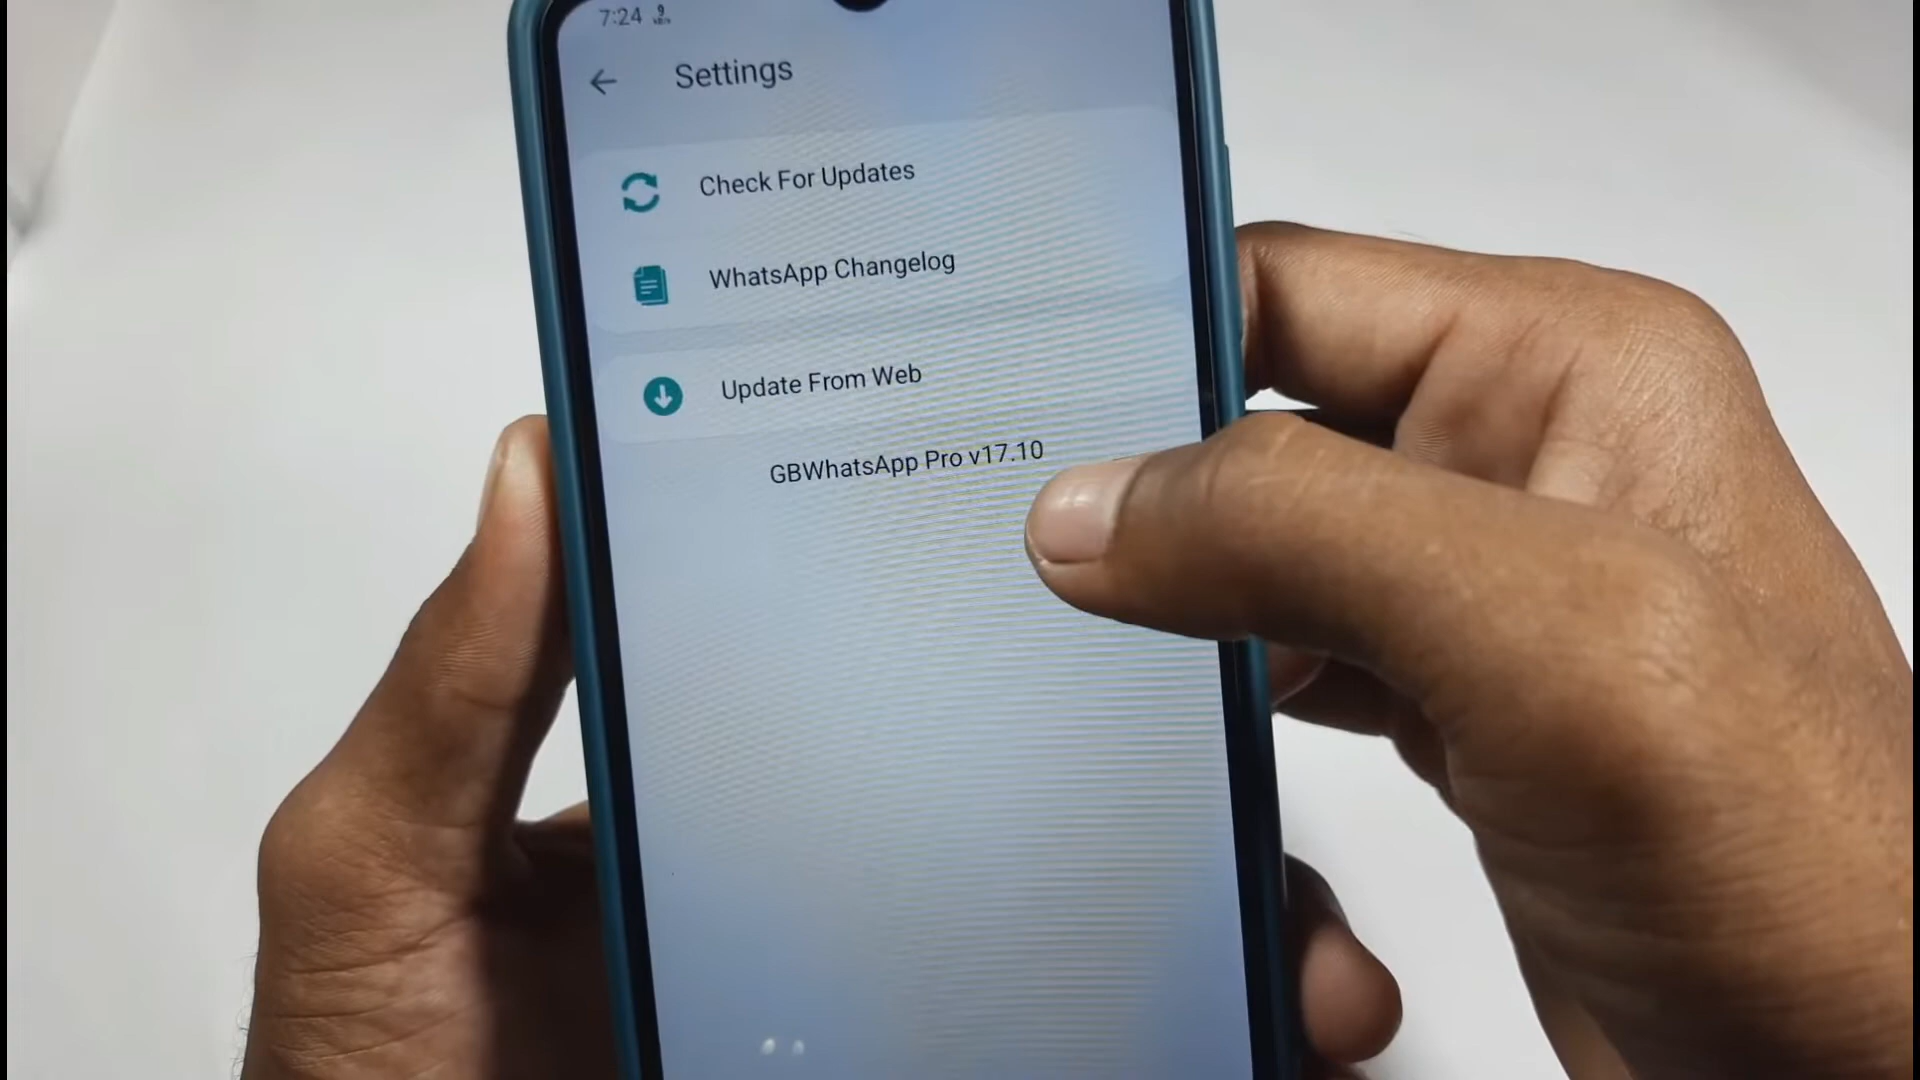 7:24
Settings
Check For Updates
WhatsApp Changelog
Update From Web
GBWhatsApp Pro v17.10